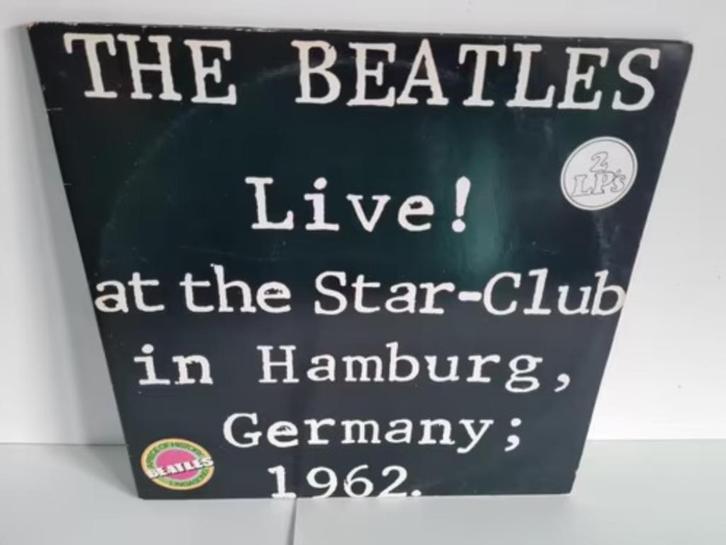 THE BEATLES
2
LP's
Live!
at the Star-Club
in Hamburg,
Germany;
1962.
BEATLES